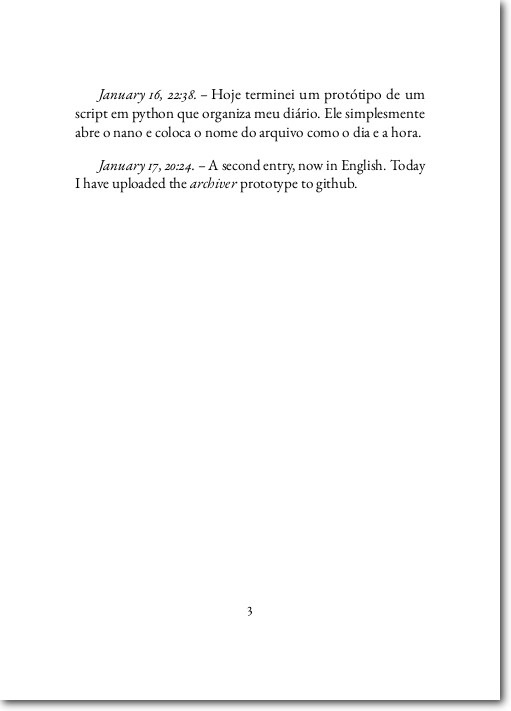 January 16, 22:38. – Hoje terminei um protótipo de um
script em python que organiza meu diário. Ele simplesmente
abre o nano e coloca o nome do arquivo como o dia e a hora.
January 17, 20:24. – A second entry, now in English. Today
I have uploaded the archiver prototype to github.
3